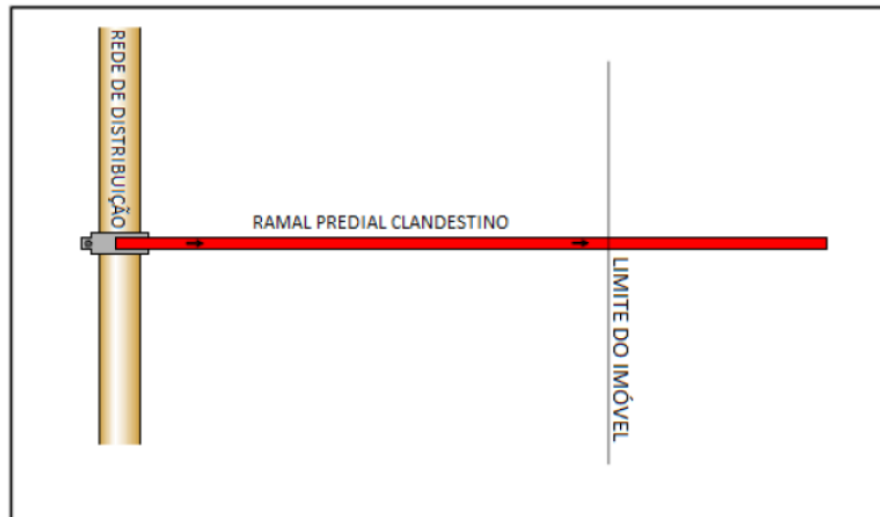 REDE DE DISTRIBUIÇÃO
RAMAL PREDIAL CLANDESTINO
LIMITE DO IMÓVEL